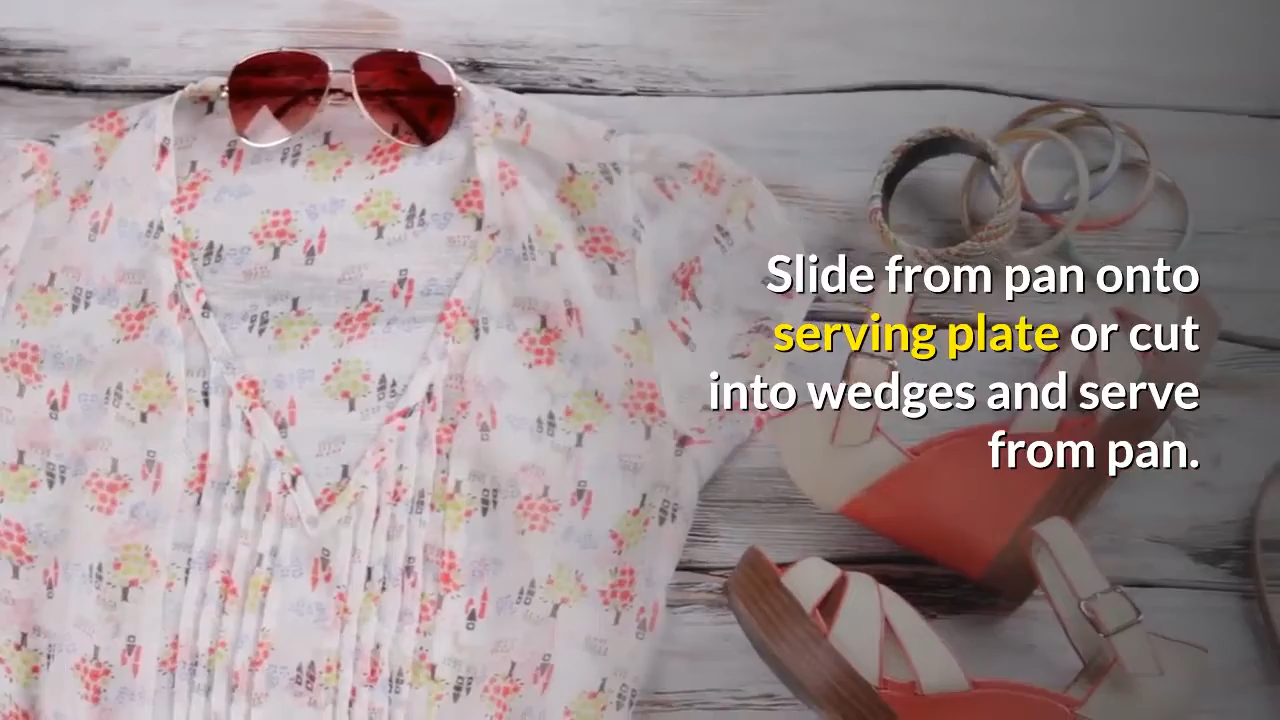 Slide from pan onto
serving plate or cut
into wedges and serve
from pan.